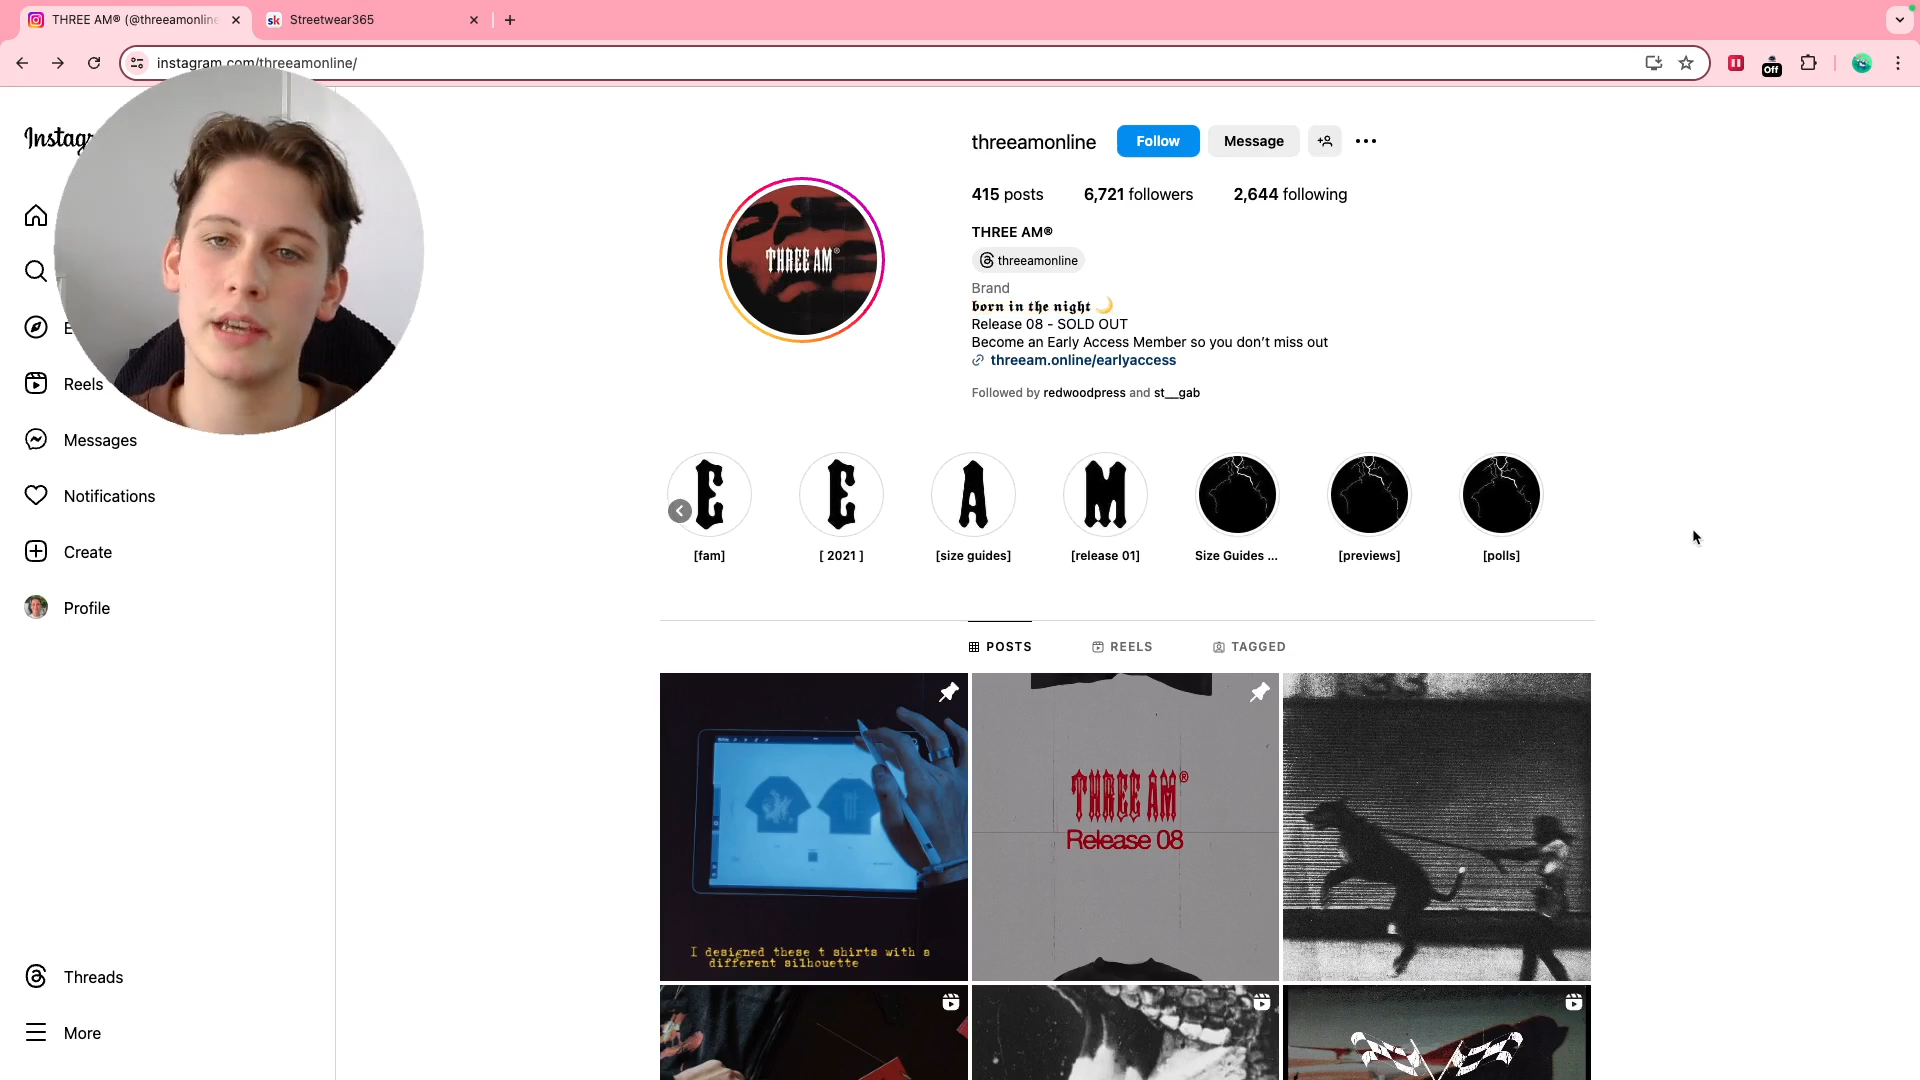 THREE AM® (@threeamonline
Streetwear365
instagram.com/threeamonline/
Off
Instag
threeamonline
Follow
Message
415 posts
6,721 followers
2,644 following
THREE AM®
THREE AM®
threeamonline
Brand
𝖇𝖔𝖗𝖓 𝖎𝖓 𝖙𝖍𝖊 𝖓𝖎𝖌𝖍𝖙 🌙
Release 08 - SOLD OUT
Become an Early Access Member so you don’t miss out
threeam.online/earlyaccess
Followed by redwoodpress and st__gab
E
Reels
Messages
Notifications
Create
Profile
Threads
More
E
E
A
M
[fam]
[ 2021 ]
[size guides]
[release 01]
Size Guides ...
[previews]
[polls]
POSTS
REELS
TAGGED
I designed these t shirts with a
different silhouette
THREE AM®
Release 08
33